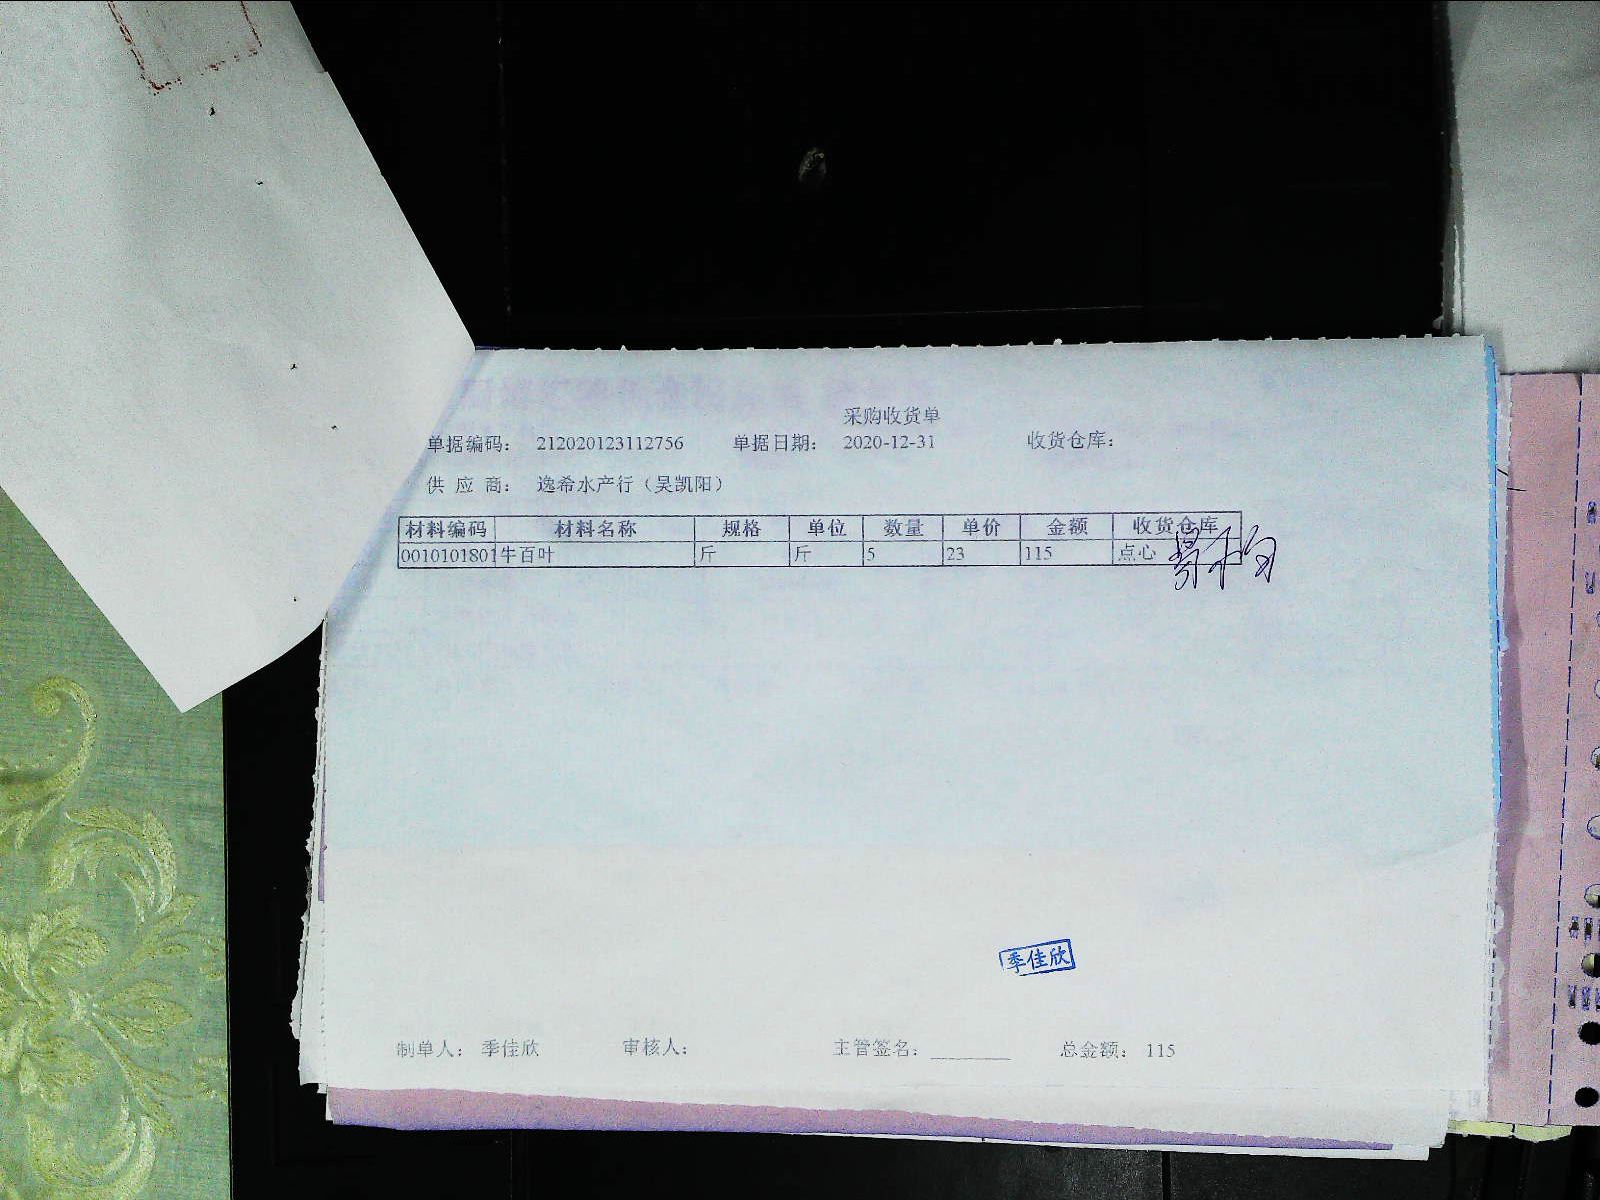 采购收货单
单据编码： 212020123112756 单据日期： 2020-12-31 收货仓库：
供 应 商： 逸希水产行（吴凯阳）
材料编码 材料名称 规格 单位 数量 单价 金额 收货仓库
0010101801 牛百叶 斤 斤 5 23 115 点心
季佳欣
制单人： 季佳欣 审核人： 主管签名： 总金额： 115